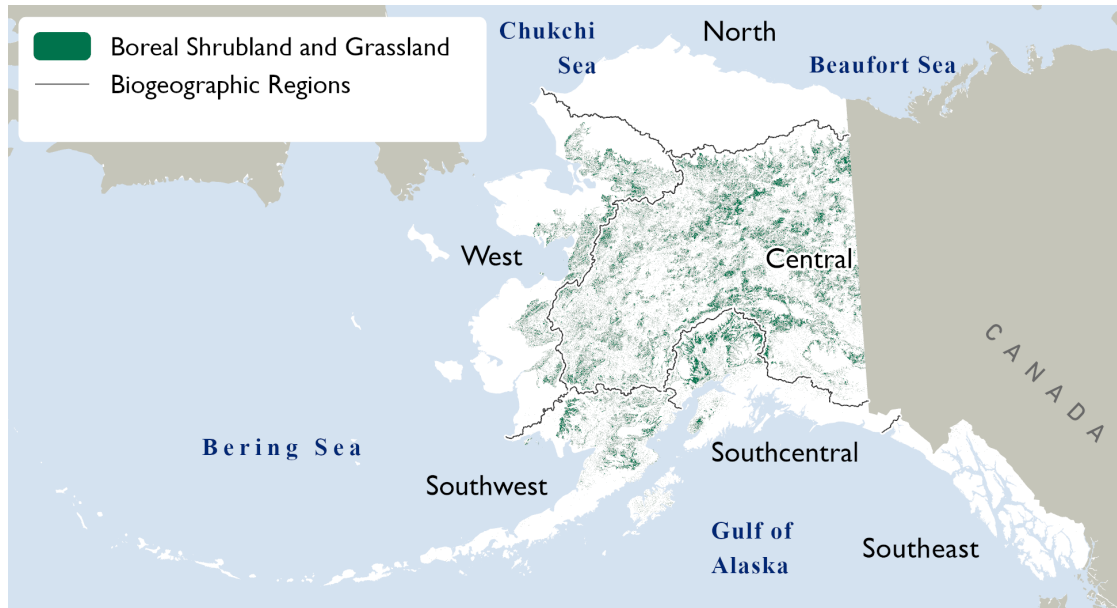 Boreal Shrubland and Grassland
Biogeographic Regions
Chukchi
Sea
North
Beaufort Sea
West
Central
CANADA
Bering Sea
Southcentral
Southwest
Gulf of
Alaska
Southeast